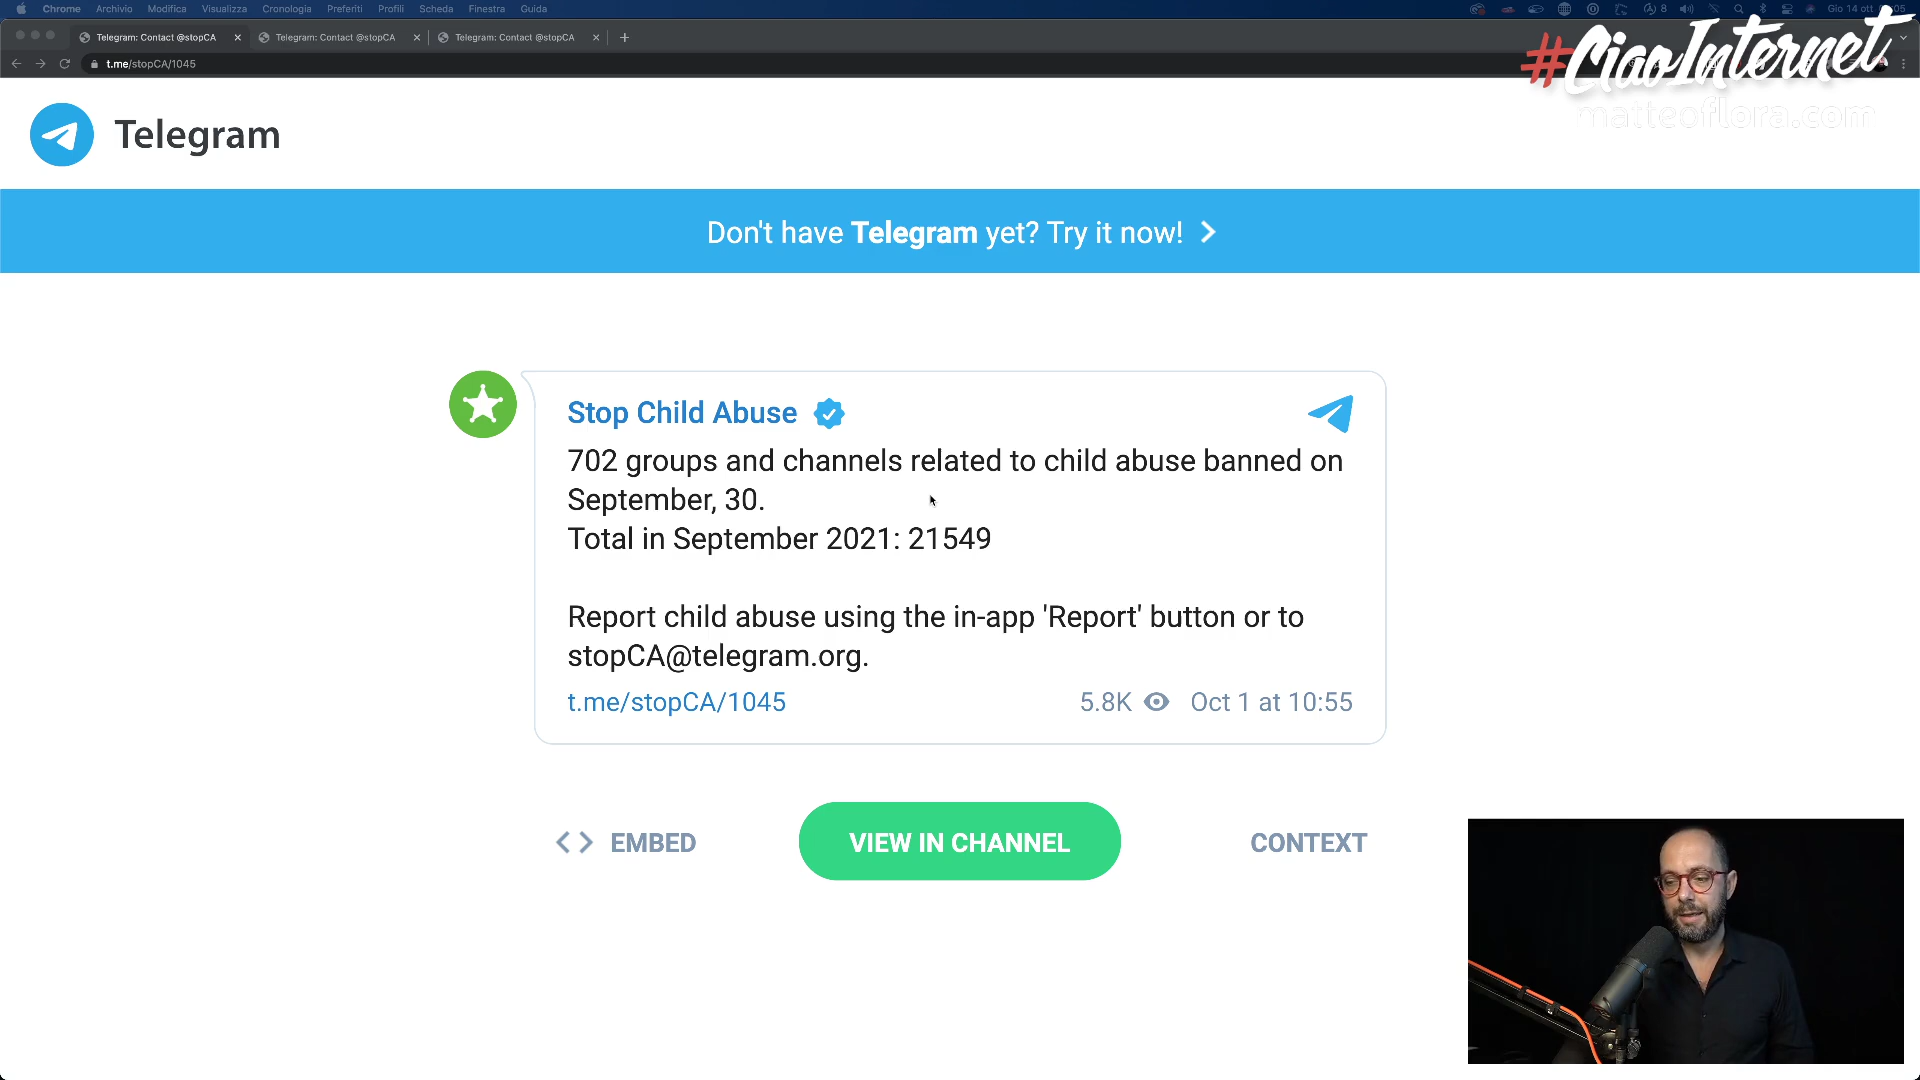 Chrome Archivio Modifica Visualizza Cronologia Preferiti Profili Scheda Finestra Guida
8 Gio 14 ott
Telegram: Contact @stopCA Telegram: Contact @stopCA Telegram: Contact @stopCA
t.me/stopCA/1045
#CiaoInternet
matteoflora.com
Telegram
Don't have Telegram yet? Try it now!
Stop Child Abuse
702 groups and channels related to child abuse banned on
September, 30.
Total in September 2021: 21549
Report child abuse using the in-app 'Report' button or to
stopCA@telegram.org.
t.me/stopCA/1045 5.8K Oct 1 at 10:55
EMBED VIEW IN CHANNEL CONTEXT